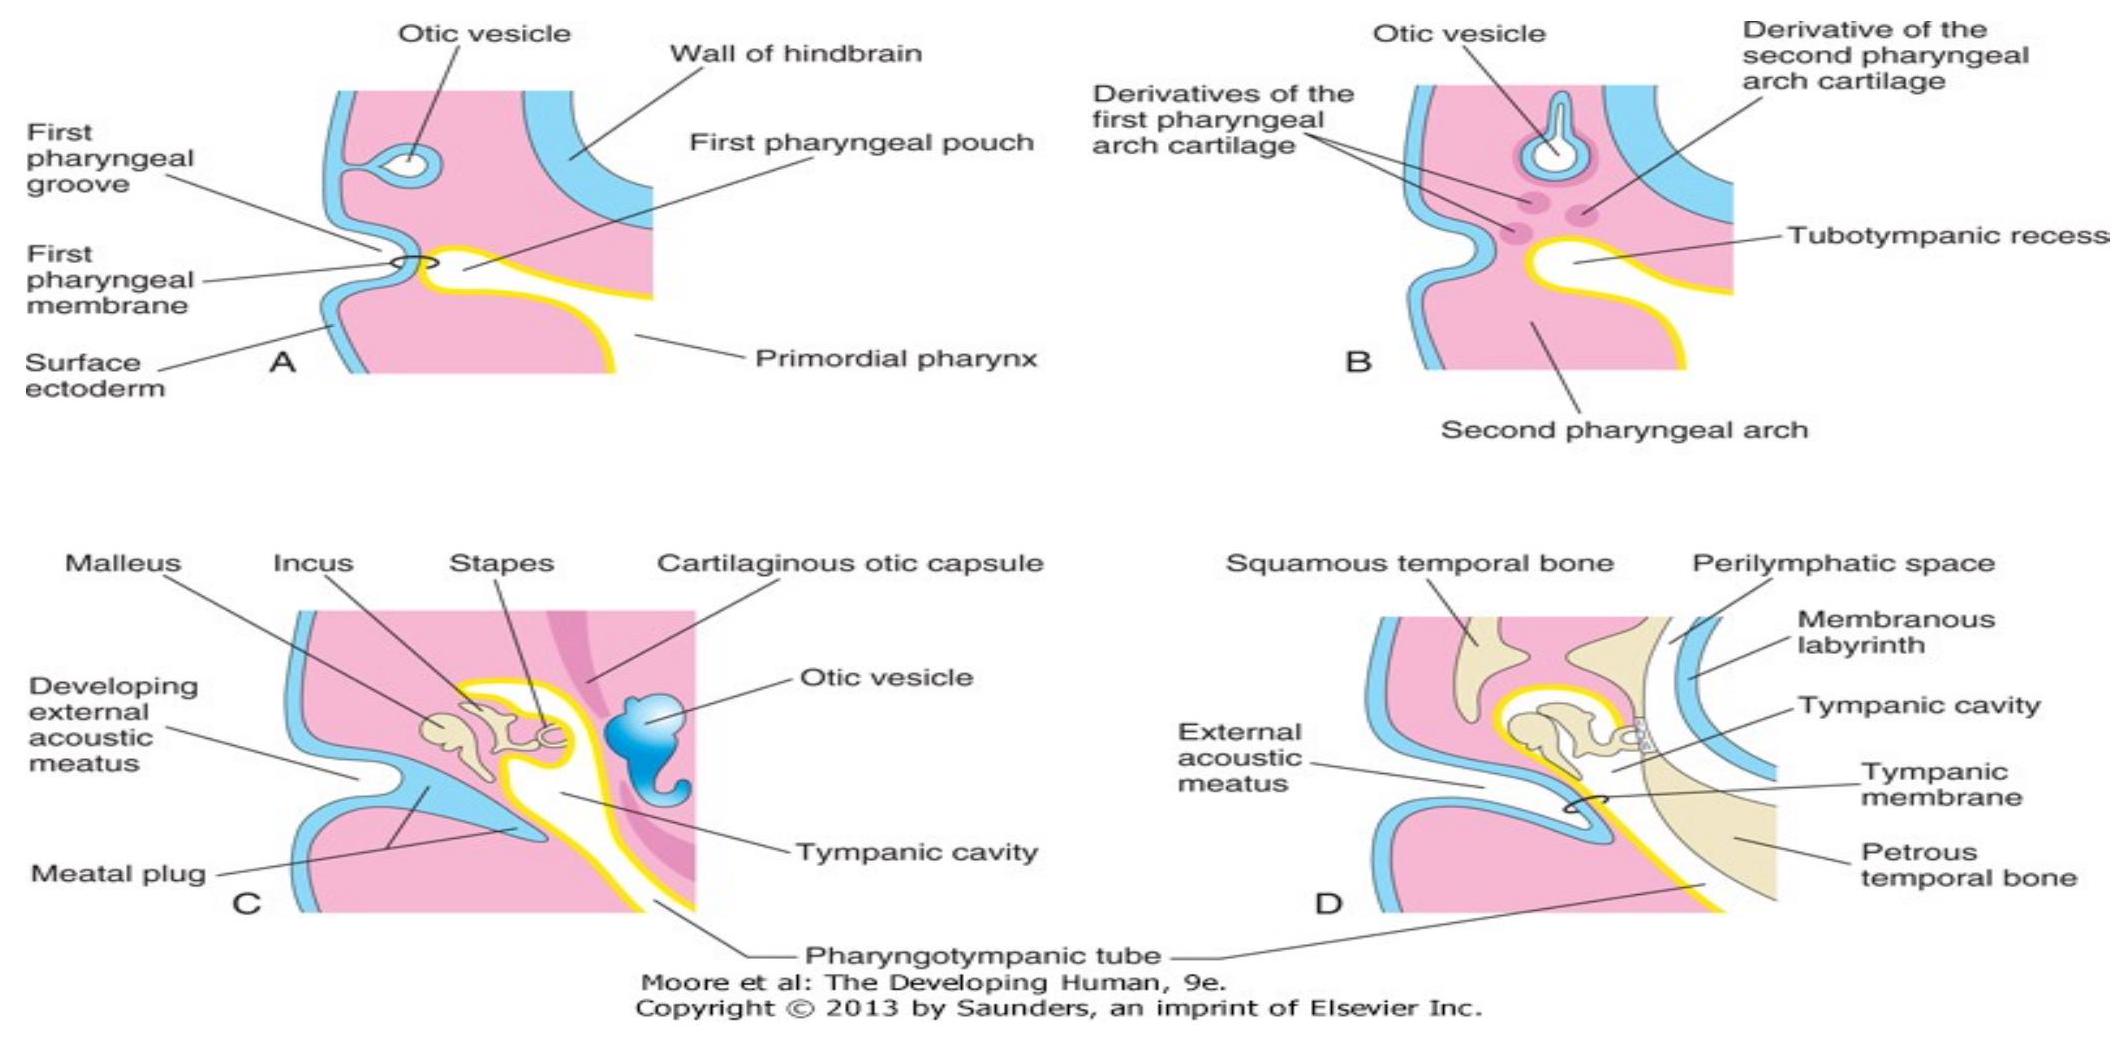 Otic vesicle
Wall of hindbrain
First
pharyngeal
groove
First pharyngeal pouch
First
pharyngeal
membrane
Surface
ectoderm
A
Primordial pharynx
Otic vesicle
Derivative of the
second pharyngeal
arch cartilage
Derivatives of the
first pharyngeal
arch cartilage
Tubotympanic recess
B
Second pharyngeal arch
Malleus
Incus
Stapes
Cartilaginous otic capsule
Developing
external
acoustic
meatus
Otic vesicle
Tympanic cavity
Meatal plug
C
Squamous temporal bone
Perilymphatic space
Membranous
labyrinth
Tympanic cavity
External
acoustic
meatus
Tympanic
membrane
Petrous
temporal bone
D
Pharyngotympanic tube
Moore et al: The Developing Human, 9e.
Copyright © 2013 by Saunders, an imprint of Elsevier Inc.